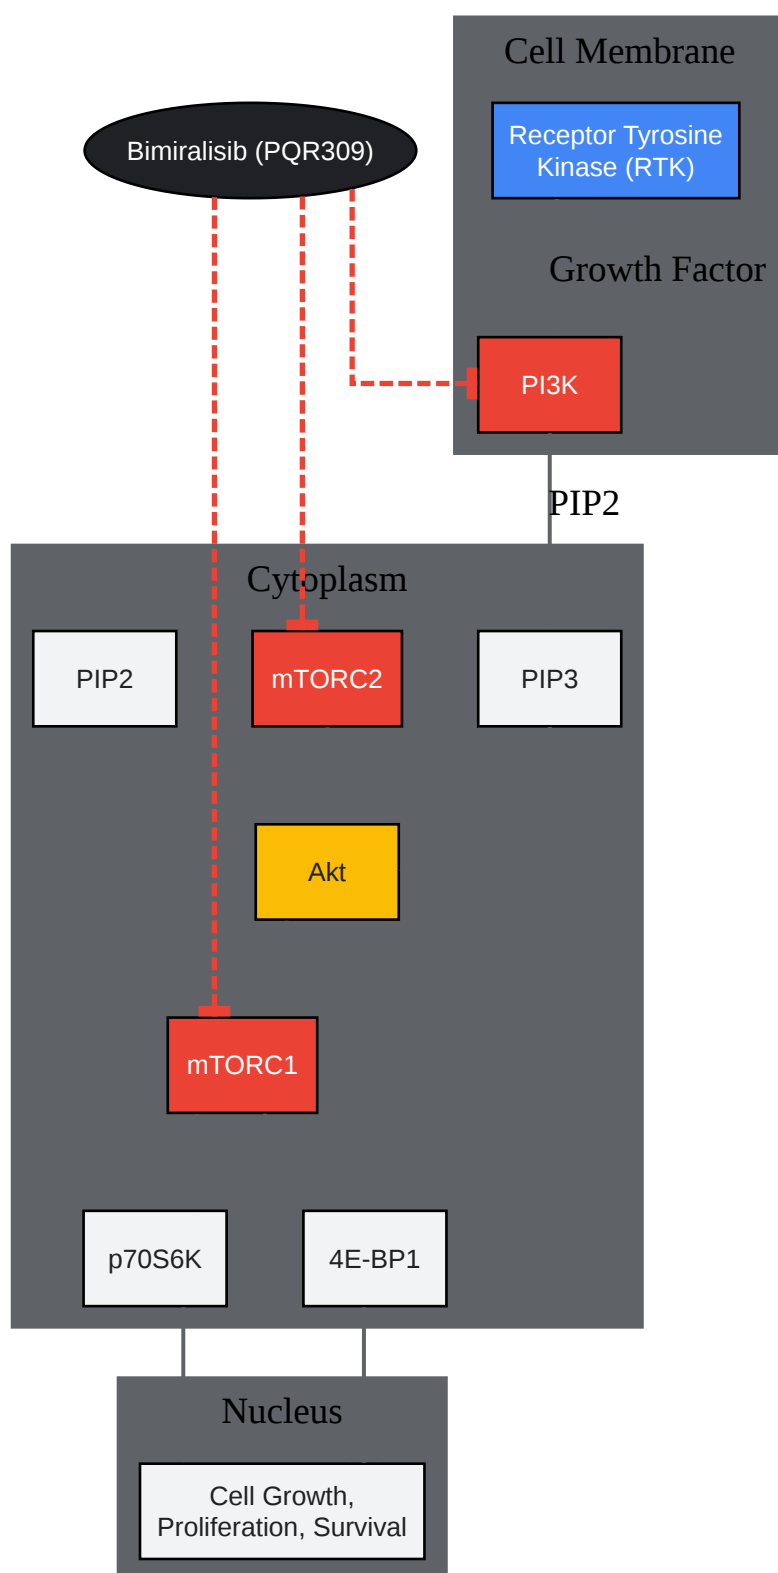 Cell Membrane
Bimiralisib (PQR309)
Receptor Tyrosine
Kinase (RTK)
Growth Factor
PI3K
PIP2
Cytoplasm
PIP2
mTORC2
PIP3
Akt
mTORC1
p70S6K
4E-BP1
Nucleus
Cell Growth,
Proliferation, Survival